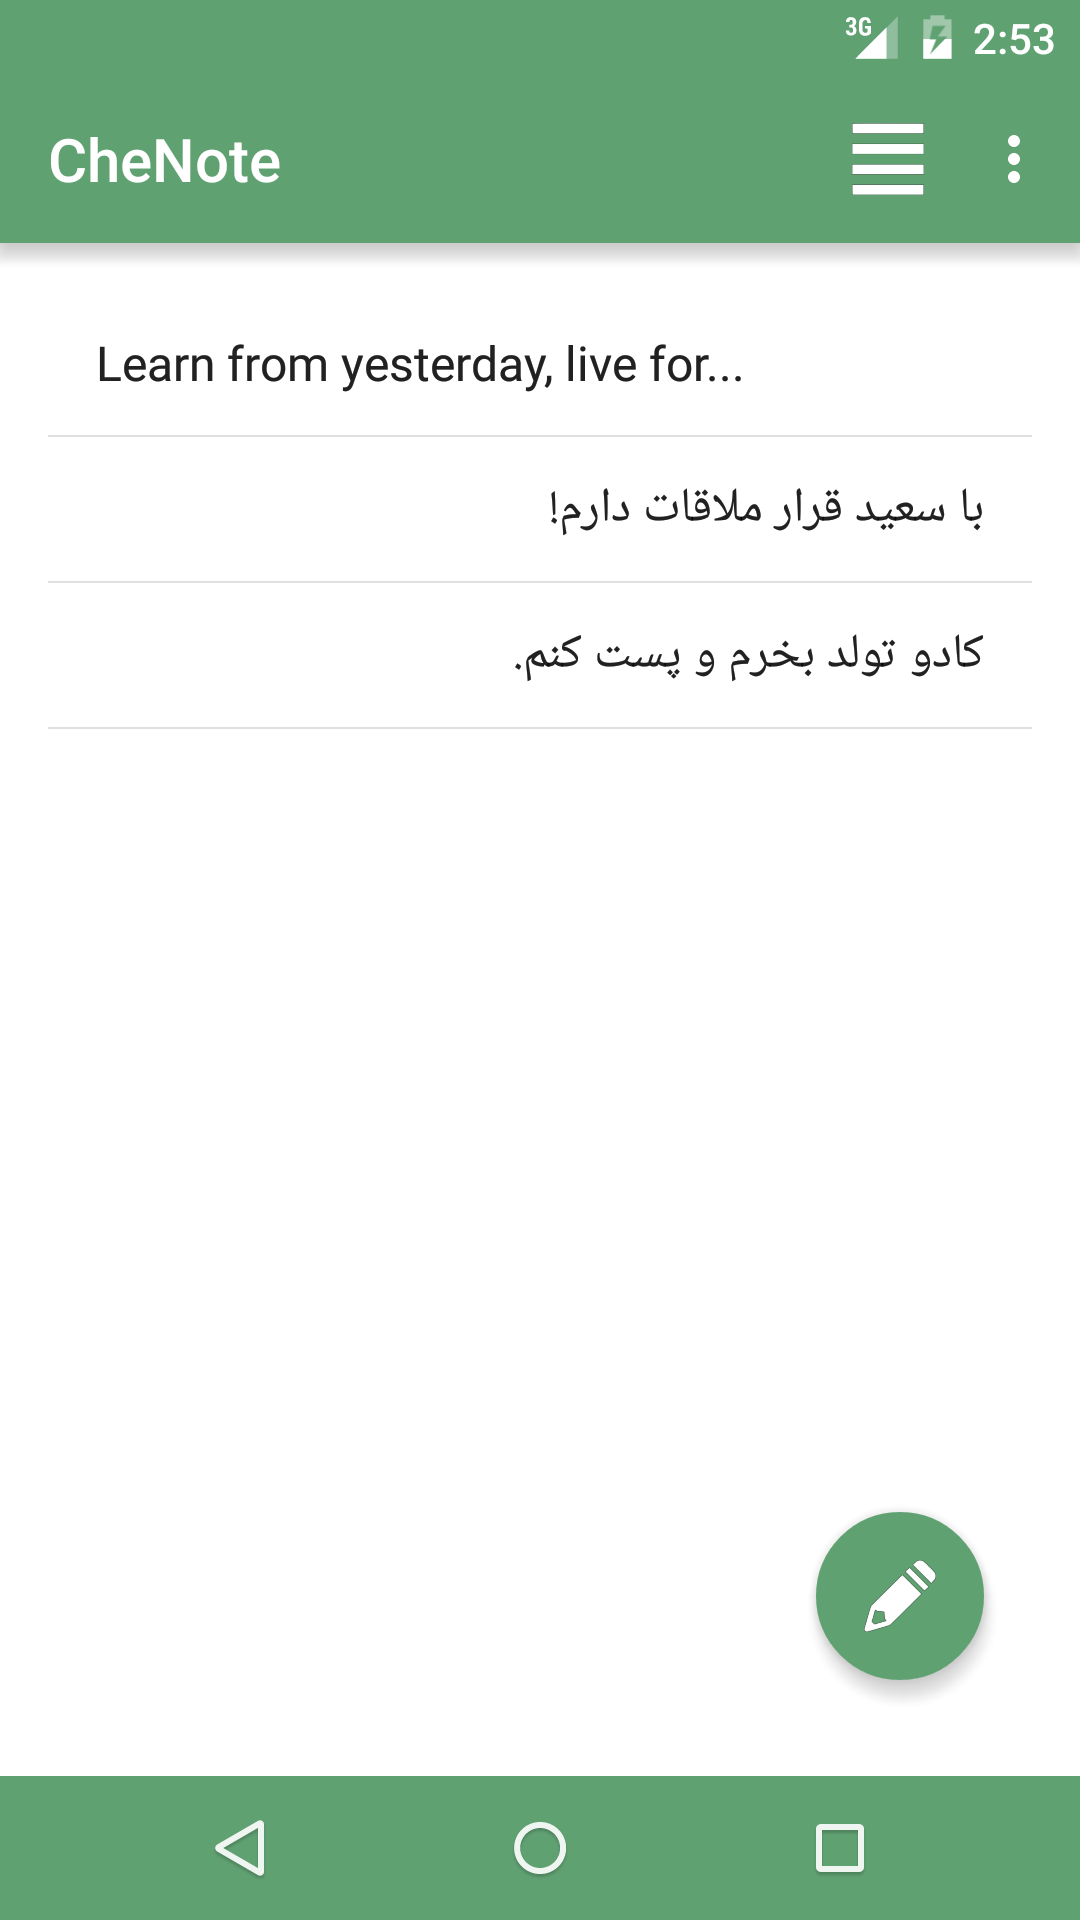 3G 2:53
CheNote
Learn from yesterday, live for...
با سعید قرار ملاقات دارم!
کادو تولد بخرم و پست کنم.